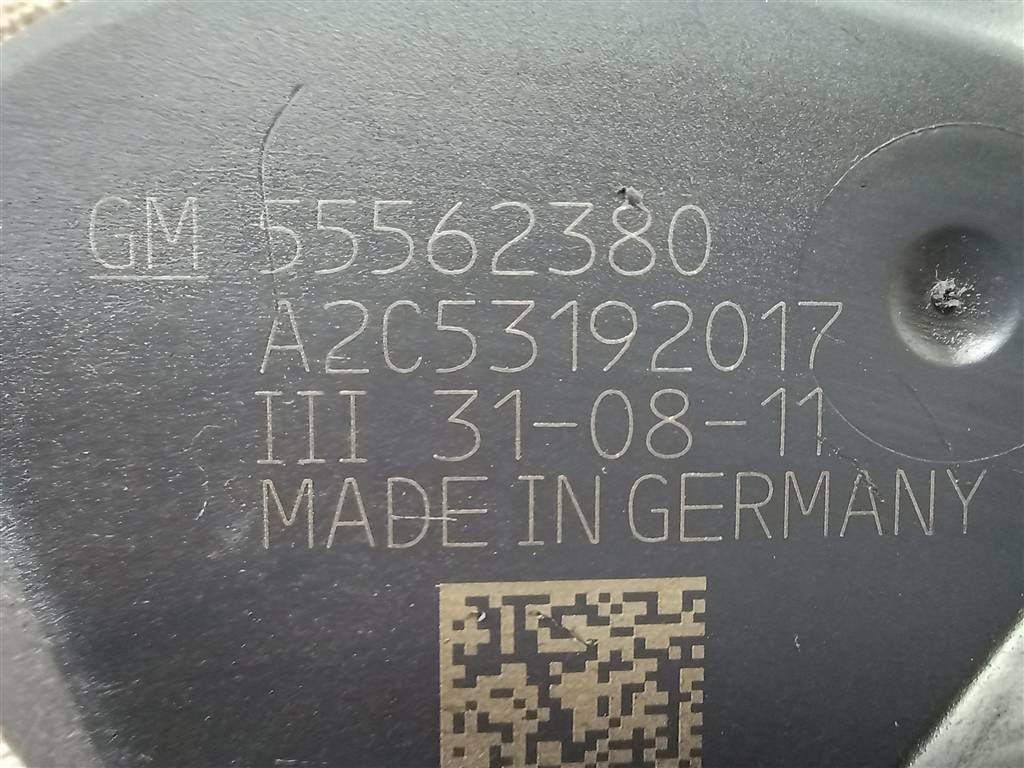 GM 55562380
A2C53192017
III 31-08-11
MADE IN GERMANY